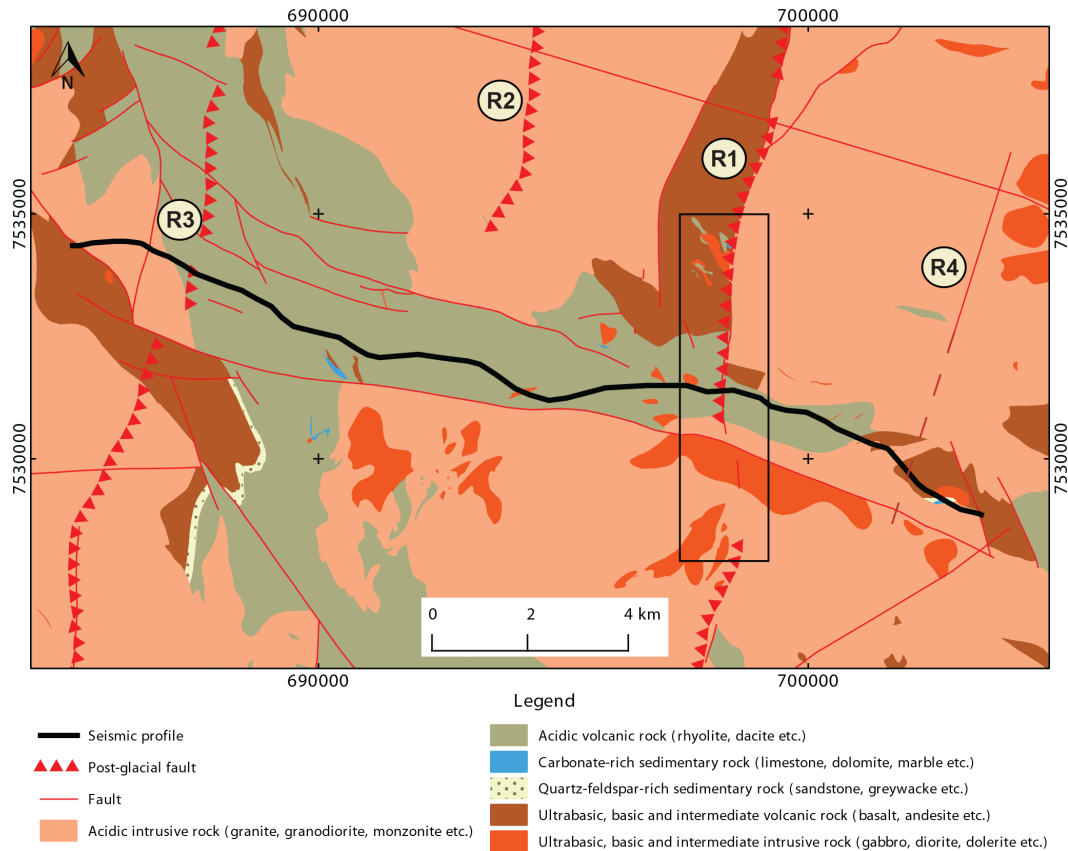 690000 700000
N
R2
R1
R3
R4
7535000 7535000
7530000 7530000
0 2 4 km
690000 700000
Legend
Seismic profile
Post-glacial fault
Fault
Acidic intrusive rock (granite, granodiorite, monzonite etc.)
Acidic volcanic rock (rhyolite, dacite etc.)
Carbonate-rich sedimentary rock (limestone, dolomite, marble etc.)
Quartz-feldspar-rich sedimentary rock (sandstone, greywacke etc.)
Ultrabasic, basic and intermediate volcanic rock (basalt, andesite etc.)
Ultrabasic, basic and intermediate intrusive rock (gabbro, diorite, dolerite etc.)